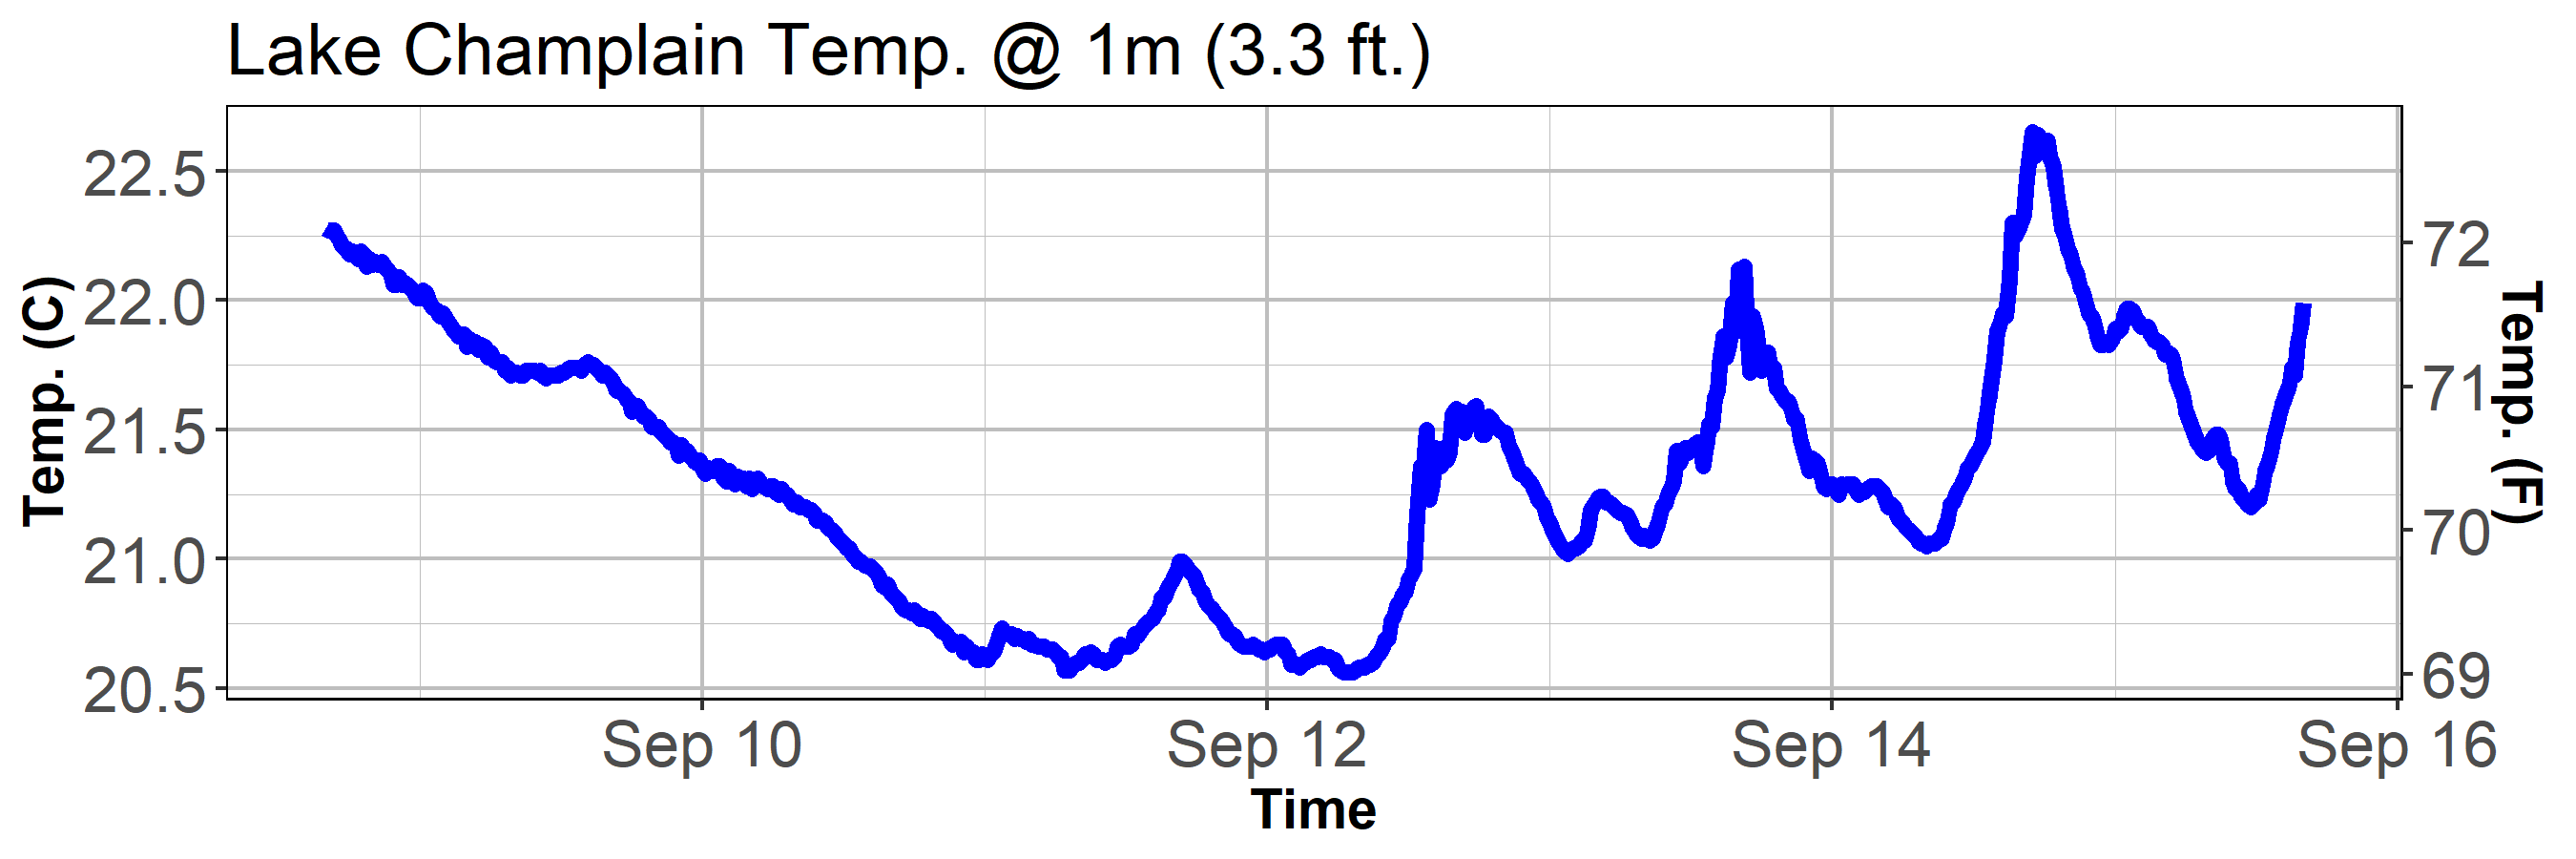 Lake Champlain Temp. @ 1m (3.3 ft.)
Temp. (C)
22.5
22.0
21.5
21.0
20.5
72
71
70
69
Temp. (F)
Sep 10
Sep 12
Sep 14
Sep 16
Time